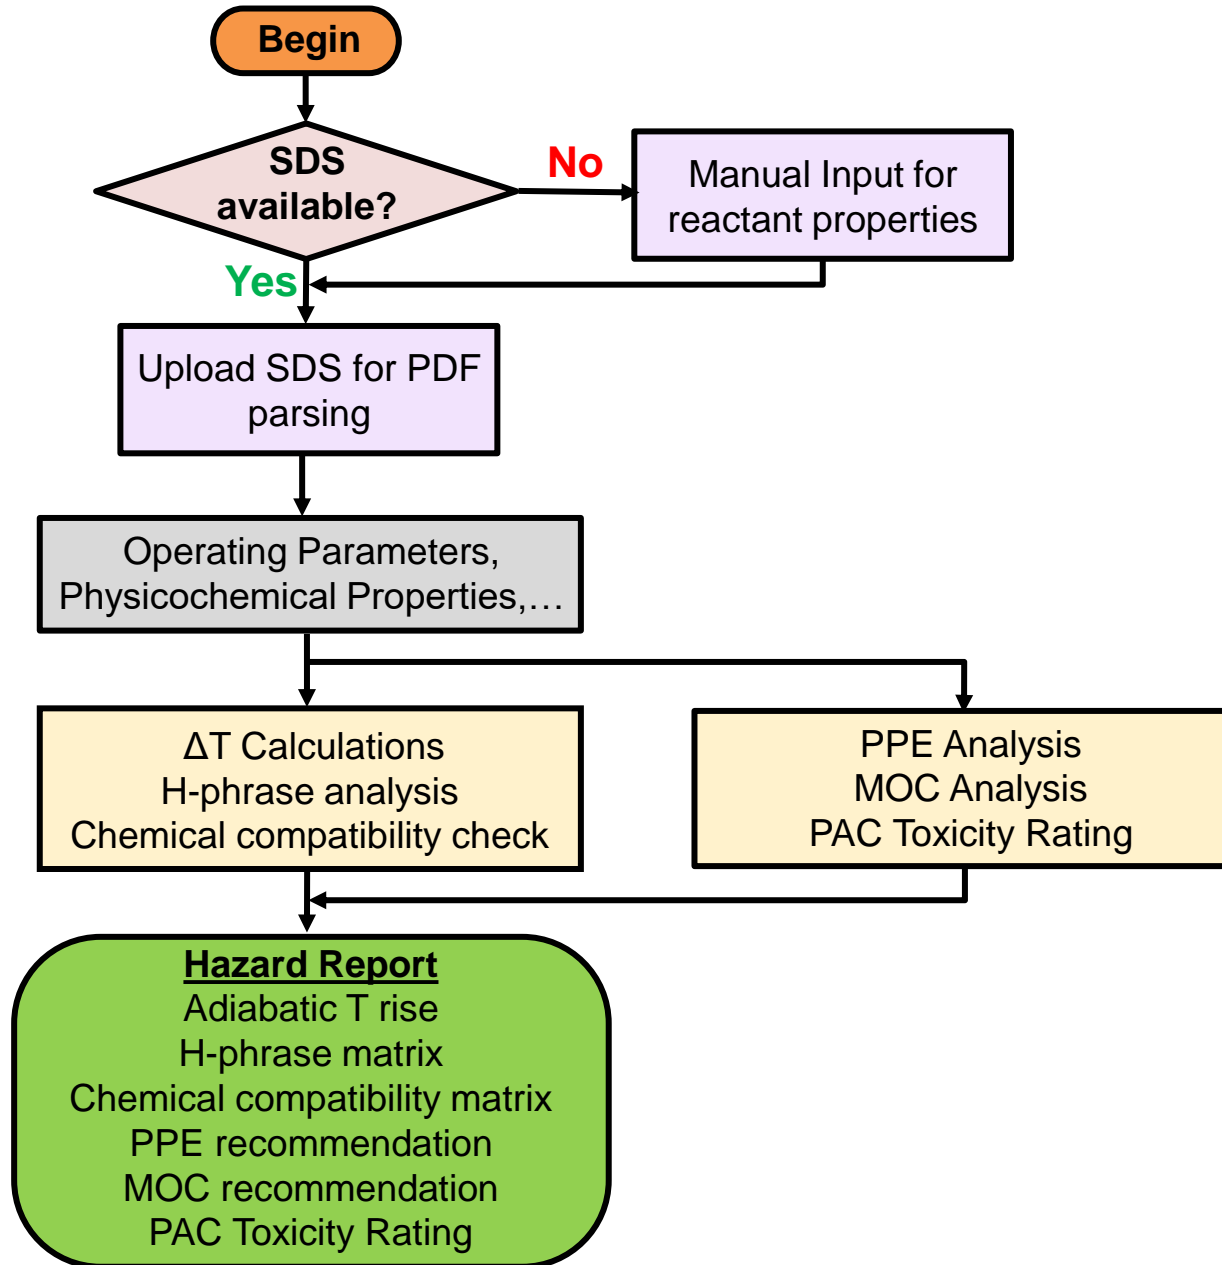 Begin
SDS
available?
No
Manual Input for
reactant properties
Yes
Upload SDS for PDF
parsing
Operating Parameters,
Physicochemical Properties,…
ΔT Calculations
H-phrase analysis
Chemical compatibility check
PPE Analysis
MOC Analysis
PAC Toxicity Rating
Hazard Report
Adiabatic T rise
H-phrase matrix
Chemical compatibility matrix
PPE recommendation
MOC recommendation
PAC Toxicity Rating